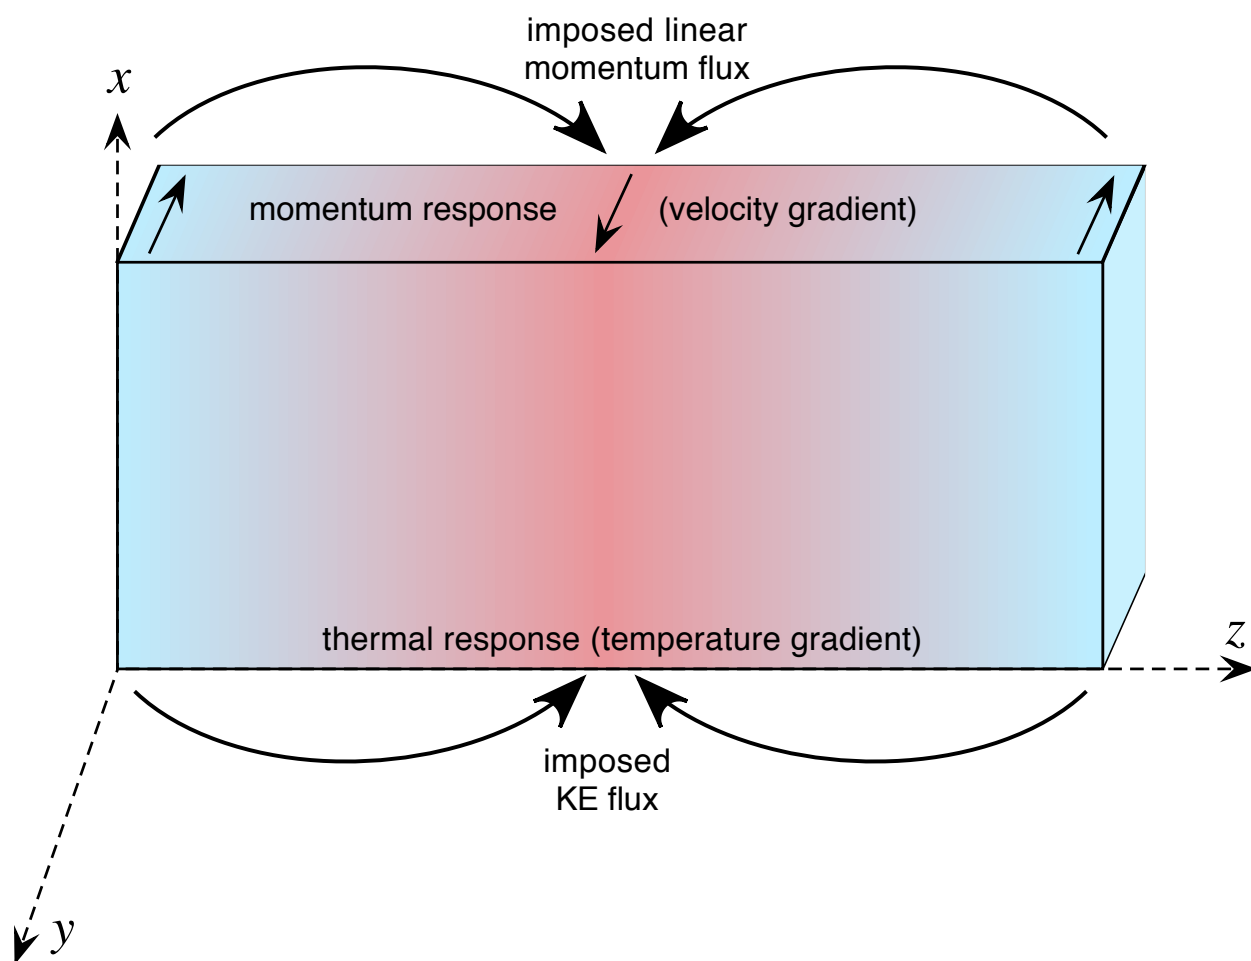 imposed linear
momentum flux
x
momentum response (velocity gradient)
thermal response (temperature gradient)
z
imposed
KE flux
y